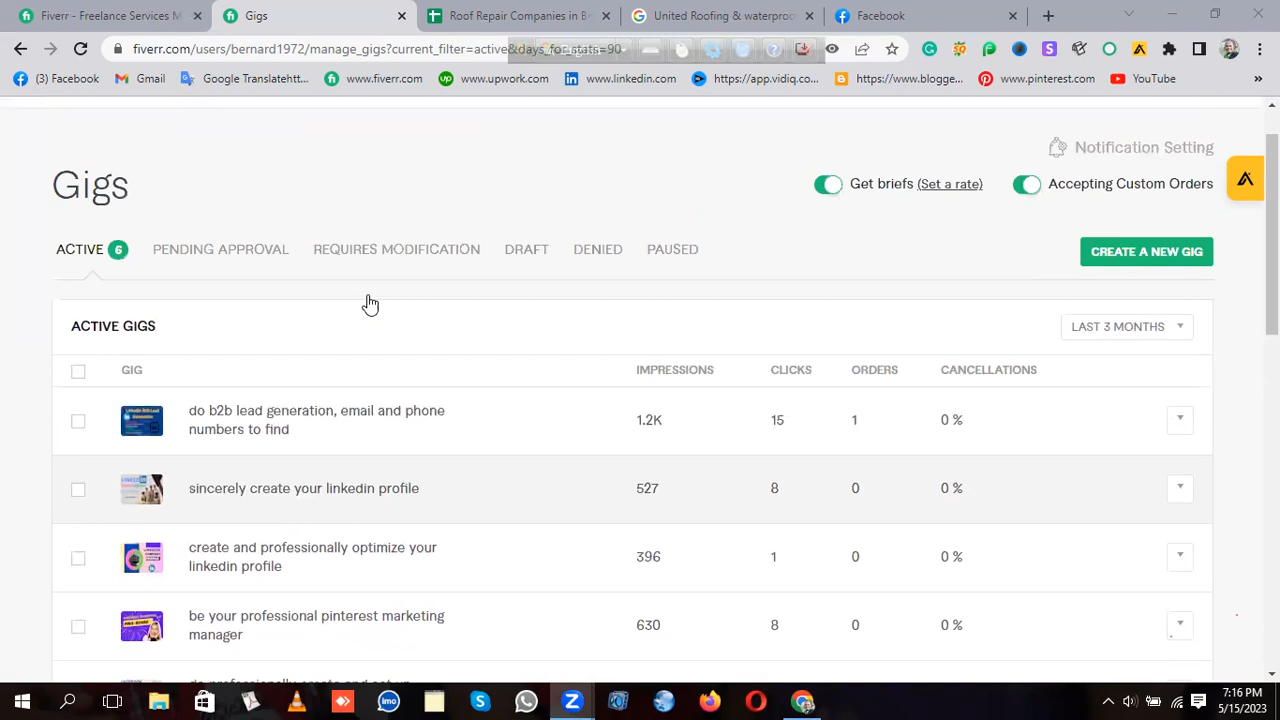 Fiverr - Freelance Services M
Gigs
Roof Repair Companies in B
United Roofing & waterproo
Facebook
fiverr.com/users/bernard1972/manage_gigs?current_filter=active&days_for_stats=90
(3) Facebook
Gmail
Google Translatehtt...
www.fiverr.com
www.upwork.com
www.linkedin.com
https://app.vidiq.co...
https://www.blogge...
www.pinterest.com
YouTube
Notification Setting
Gigs
Get briefs (Set a rate)
Accepting Custom Orders
ACTIVE 6
PENDING APPROVAL
REQUIRES MODIFICATION
DRAFT
DENIED
PAUSED
CREATE A NEW GIG
ACTIVE GIGS
LAST 3 MONTHS
GIG IMPRESSIONS CLICKS ORDERS CANCELLATIONS
do b2b lead generation, email and phone
numbers to find
1.2K 15 1 0 %
sincerely create your linkedin profile
527 8 0 0 %
create and professionally optimize your
linkedin profile
396 1 0 0 %
be your professional pinterest marketing
manager
630 8 0 0 %
7:16 PM
5/15/2023